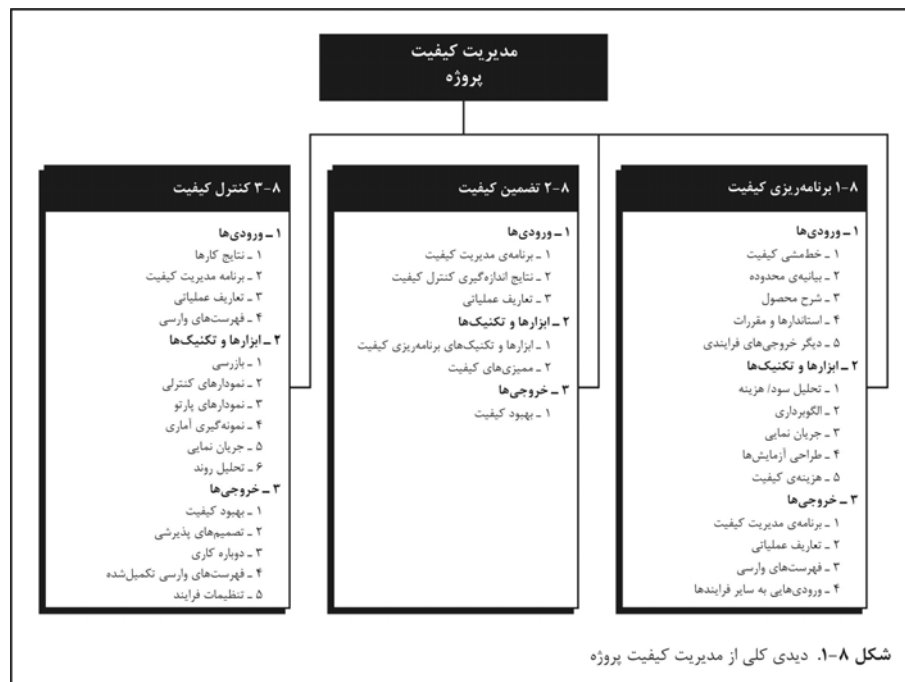 مدیریت کیفیت
پروژه
۸-۱ برنامه‌ریزی کیفیت
۱ ـ ورودی‌ها
۱ ـ خط‌مشی کیفیت
۲ ـ بیانیه‌ی محدوده
۳ ـ شرح محصول
۴ ـ استانداردها و مقررات
۵ ـ دیگر خروجی‌های فرایندی
۲ ـ ابزارها و تکنیک‌ها
۱ ـ تحلیل سود/ هزینه
۲ ـ الگوبرداری
۳ ـ جریان نمایی
۴ ـ طراحی آزمایش‌ها
۵ ـ هزینه‌ی کیفیت
۳ ـ خروجی‌ها
۱ ـ برنامه‌ی مدیریت کیفیت
۲ ـ تعاریف عملیاتی
۳ ـ فهرست‌های وارسی
۴ ـ ورودی‌هایی به سایر فرایندها
۸-۲ تضمین کیفیت
۱ ـ ورودی‌ها
۱ ـ برنامه‌ی مدیریت کیفیت
۲ ـ نتایج اندازه‌گیری کنترل کیفیت
۳ ـ تعاریف عملیاتی
۲ ـ ابزارها و تکنیک‌ها
۱ ـ ابزارها و تکنیک‌های برنامه‌ریزی کیفیت
۲ ـ ممیزی‌های کیفیت
۳ ـ خروجی‌ها
۱ ـ بهبود کیفیت
۸-۳ کنترل کیفیت
۱ ـ ورودی‌ها
۱ ـ نتایج کارها
۲ ـ برنامه مدیریت کیفیت
۳ ـ تعاریف عملیاتی
۴ ـ فهرست‌های وارسی
۲ ـ ابزارها و تکنیک‌ها
۱ ـ بازرسی
۲ ـ نمودارهای کنترلی
۳ ـ نمودارهای پارتو
۴ ـ نمونه‌گیری آماری
۵ ـ جریان نمایی
۶ ـ تحلیل روند
۳ ـ خروجی‌ها
۱ ـ بهبود کیفیت
۲ ـ تصمیم‌های پذیرشی
۳ ـ دوباره کاری
۴ ـ فهرست‌های وارسی تکمیل‌شده
۵ ـ تنظیمات فرایند
شکل ۸-۱. دیدی کلی از مدیریت کیفیت پروژه